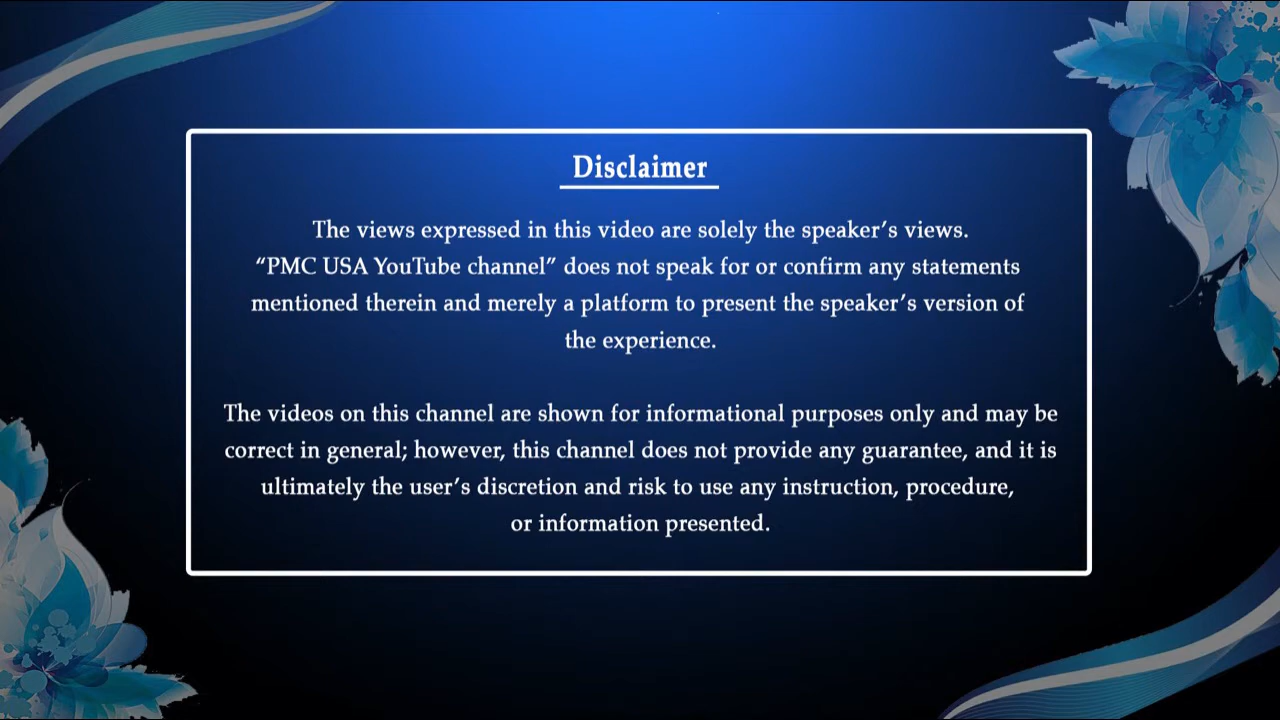 Disclaimer
The views expressed in this video are solely the speaker’s views.
“PMC USA YouTube channel” does not speak for or confirm any statements
mentioned therein and merely a platform to present the speaker’s version of
the experience.
The videos on this channel are shown for informational purposes only and may be
correct in general; however, this channel does not provide any guarantee, and it is
ultimately the user’s discretion and risk to use any instruction, procedure,
or information presented.